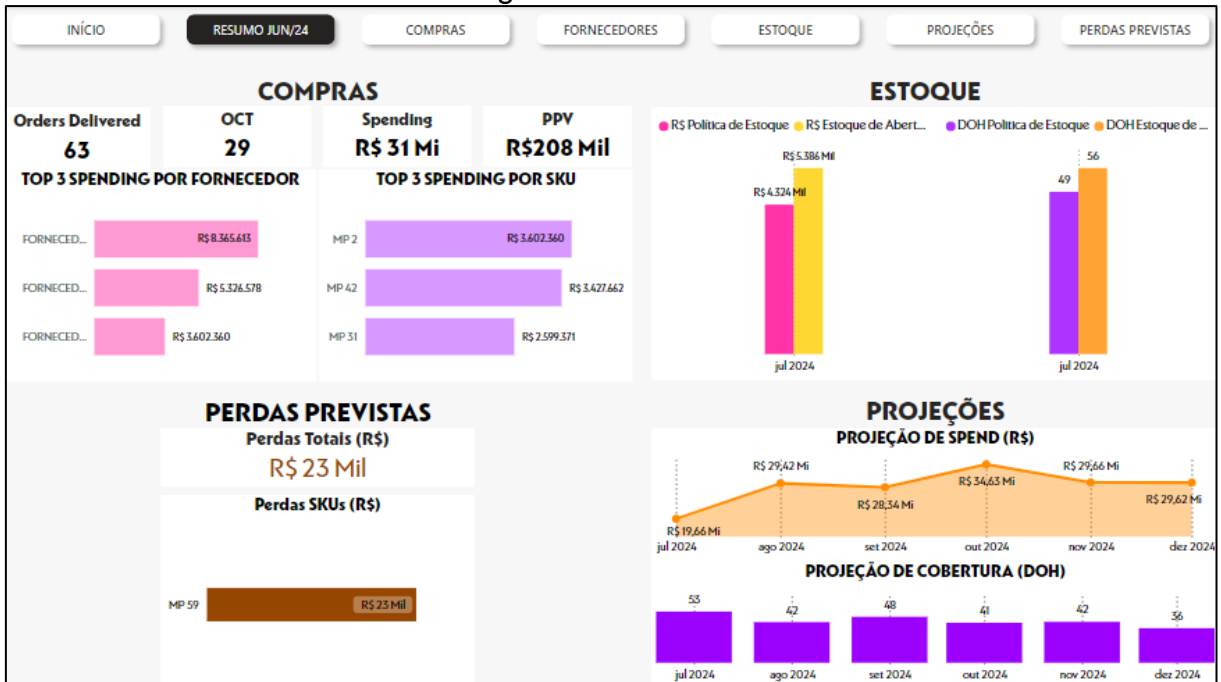 INÍCIO
RESUMO JUN/24
COMPRAS
FORNECEDORES
ESTOQUE
PROJEÇÕES
PERDAS PREVISTAS
COMPRAS
Orders Delivered
63
OCT
29
Spending
R$ 31 Mi
PPV
R$208 Mil
TOP 3 SPENDING POR FORNECEDOR
FORNECED... R$ 8.365.613
FORNECED... R$ 5.326.578
FORNECED... R$ 3.602.360
TOP 3 SPENDING POR SKU
MP 2 R$ 3.602.360
MP 42 R$ 3.427.662
MP 31 R$ 2.599.371
ESTOQUE
R$ Política de Estoque R$ Estoque de Abert...
R$ 4.324 Mil R$ 5.386 Mil
jul 2024
DOH Política de Estoque DOH Estoque de ...
49 56
jul 2024
PERDAS PREVISTAS
Perdas Totais (R$)
R$ 23 Mil
Perdas SKUs (R$)
MP 59 R$ 23 Mil
PROJEÇÕES
PROJEÇÃO DE SPEND (R$)
R$ 19,66 Mi R$ 29,42 Mi R$ 28,34 Mi R$ 34,63 Mi R$ 29,66 Mi R$ 29,62 Mi
jul 2024 ago 2024 set 2024 out 2024 nov 2024 dez 2024
PROJEÇÃO DE COBERTURA (DOH)
53 42 48 41 42 36
jul 2024 ago 2024 set 2024 out 2024 nov 2024 dez 2024